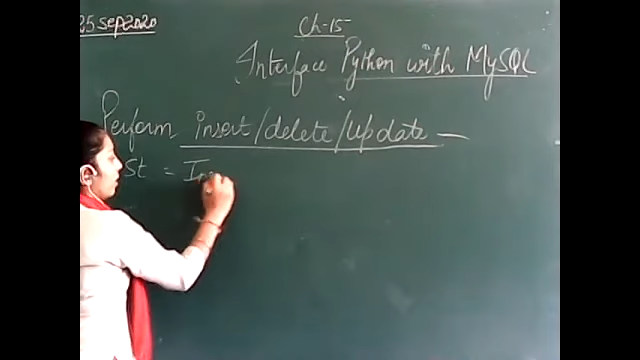 25 Sep 2020
Ch-15
Interface Python with MySQL
Perform insert/delete/update —
St = In